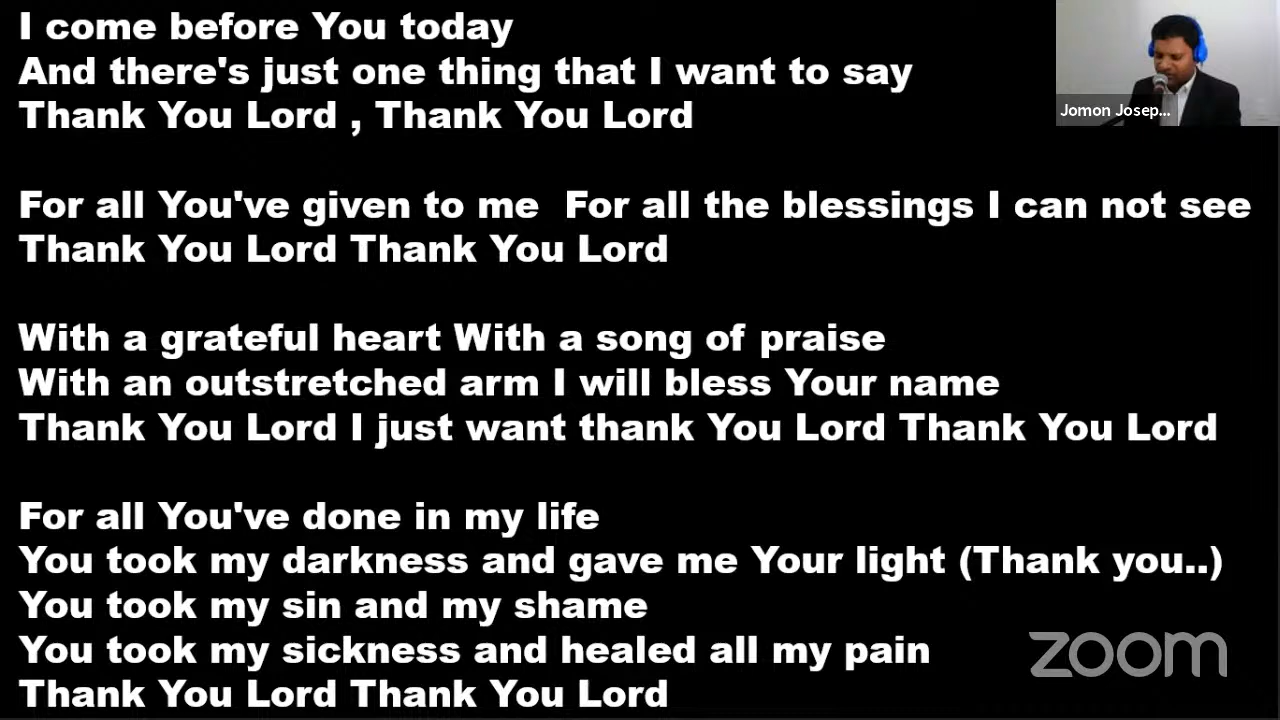 I come before You today
And there's just one thing that I want to say
Thank You Lord , Thank You Lord
For all You've given to me  For all the blessings I can not see
Thank You Lord Thank You Lord
With a grateful heart With a song of praise
With an outstretched arm I will bless Your name
Thank You Lord I just want thank You Lord Thank You Lord
For all You've done in my life
You took my darkness and gave me Your light (Thank you..)
You took my sin and my shame
You took my sickness and healed all my pain
Thank You Lord Thank You Lord
Jomon Josep...
zoom